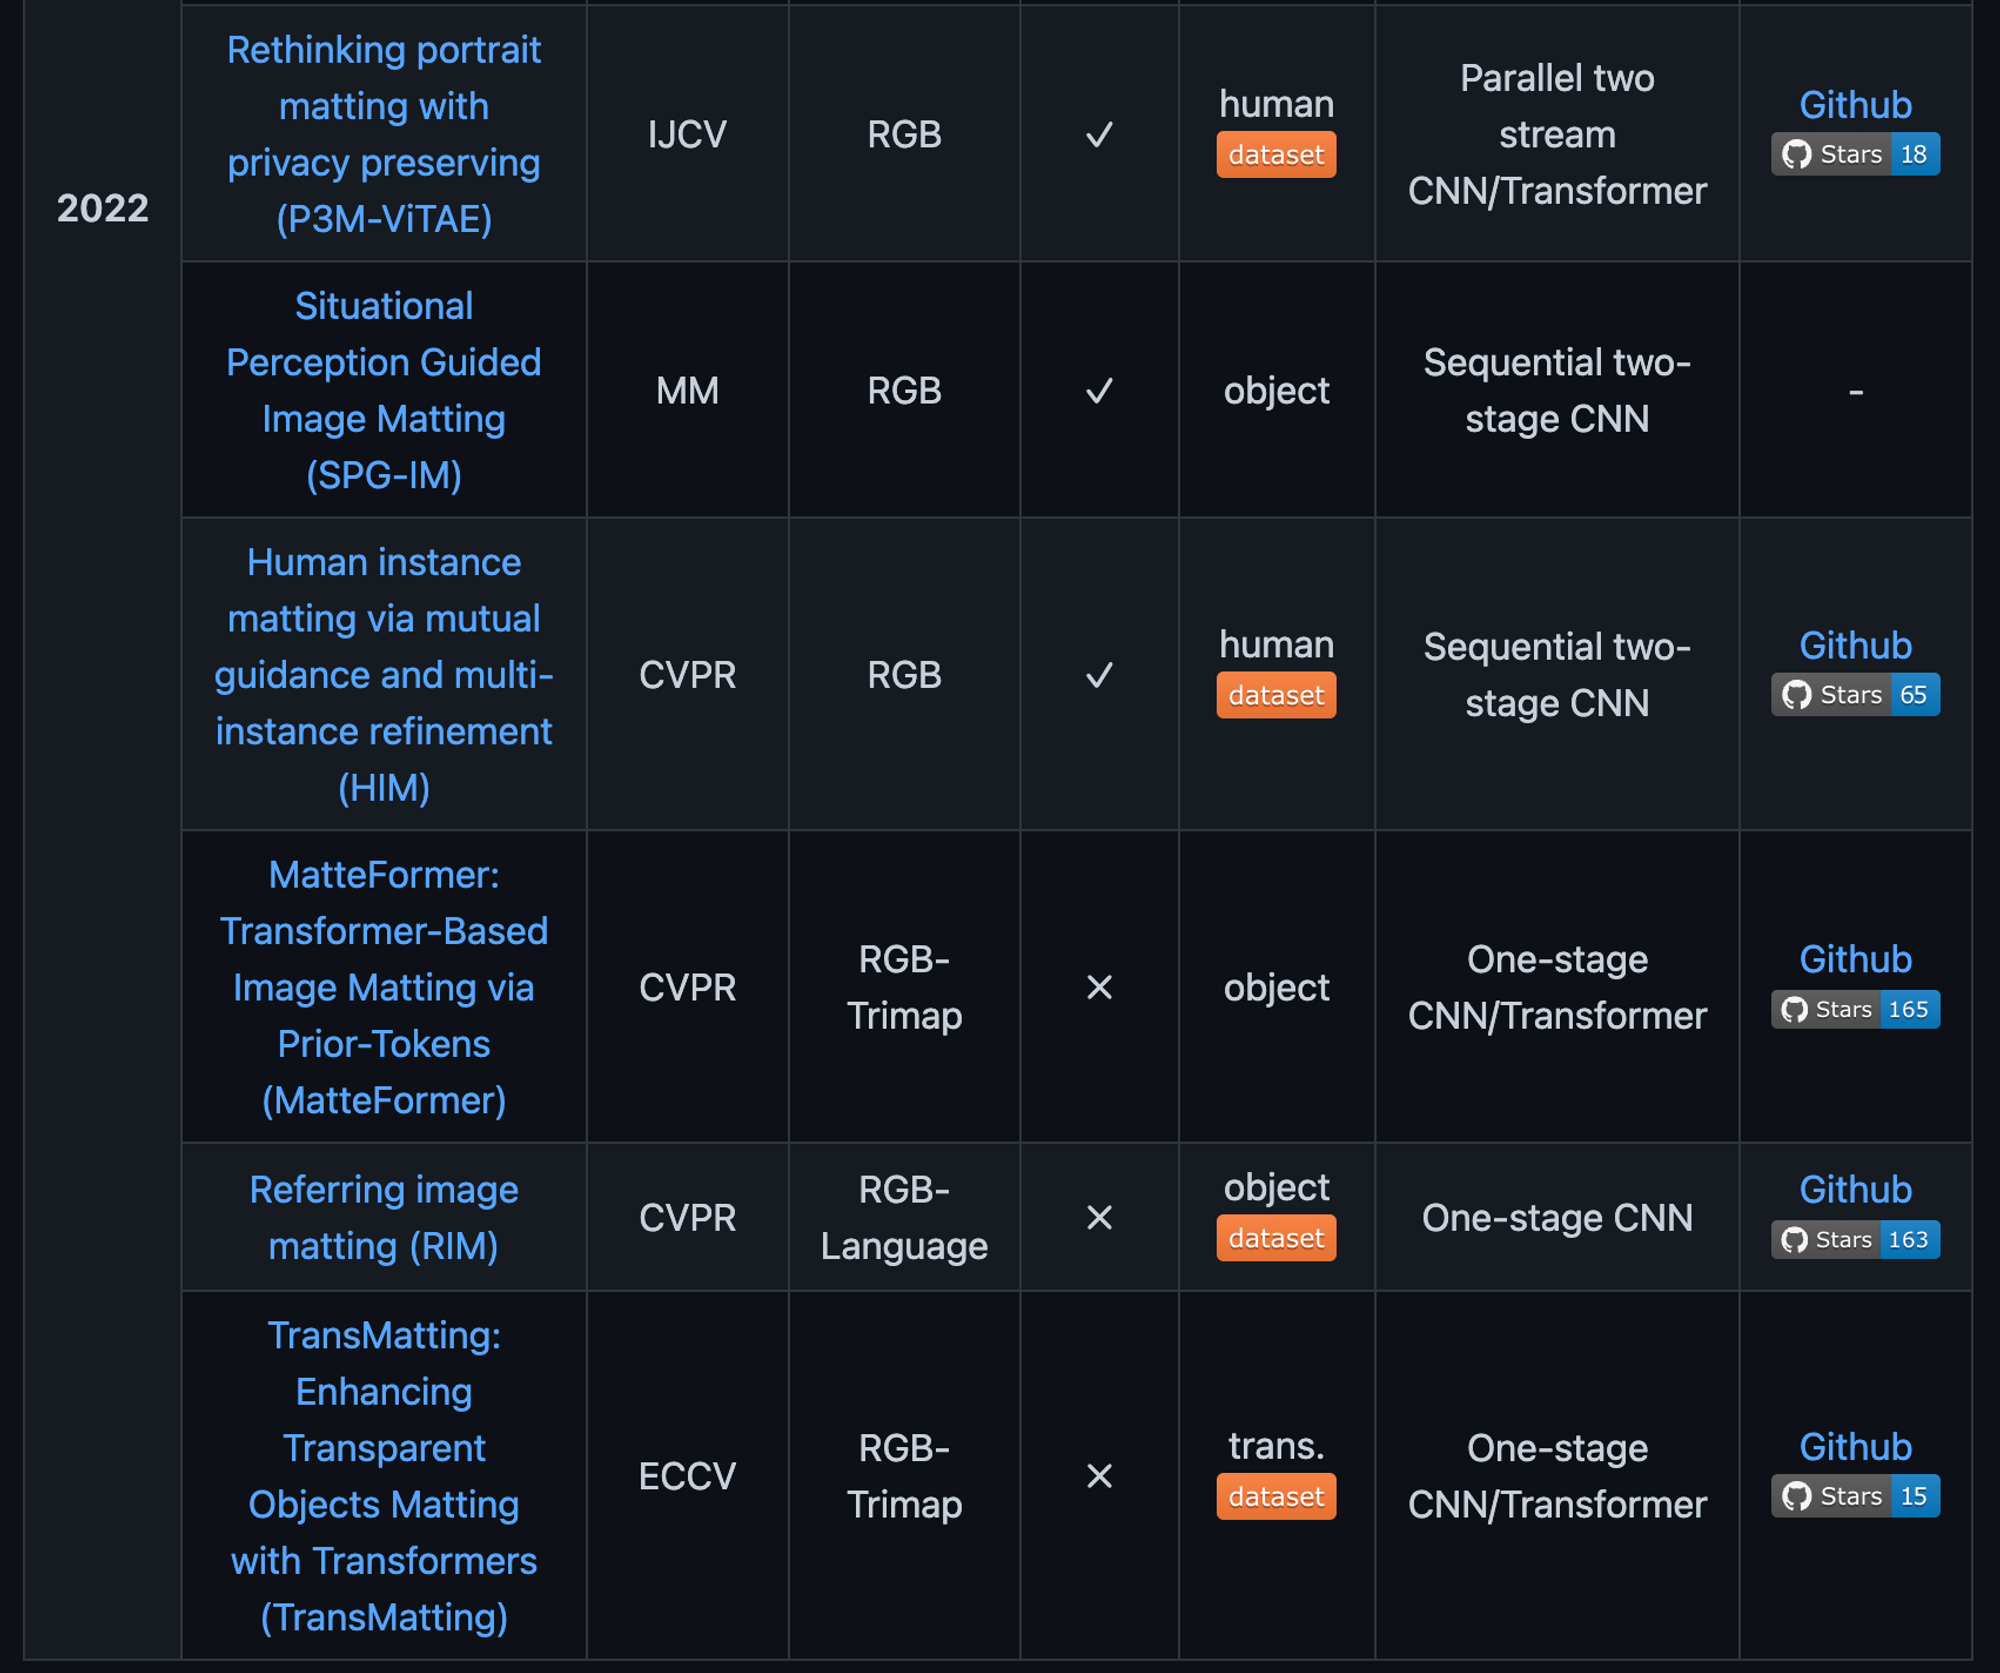 2022
Rethinking portrait
matting with
privacy preserving
(P3M-ViTAE)
IJCV
RGB
✓
human
dataset
Parallel two
stream
CNN/Transformer
Github
Stars 18
Situational
Perception Guided
Image Matting
(SPG-IM)
MM
RGB
✓
object
Sequential two-
stage CNN
-
Human instance
matting via mutual
guidance and multi-
instance refinement
(HIM)
CVPR
RGB
✓
human
dataset
Sequential two-
stage CNN
Github
Stars 65
MatteFormer:
Transformer-Based
Image Matting via
Prior-Tokens
(MatteFormer)
CVPR
RGB-
Trimap
✕
object
One-stage
CNN/Transformer
Github
Stars 165
Referring image
matting (RIM)
CVPR
RGB-
Language
✕
object
dataset
One-stage CNN
Github
Stars 163
TransMatting:
Enhancing
Transparent
Objects Matting
with Transformers
(TransMatting)
ECCV
RGB-
Trimap
✕
trans.
dataset
One-stage
CNN/Transformer
Github
Stars 15